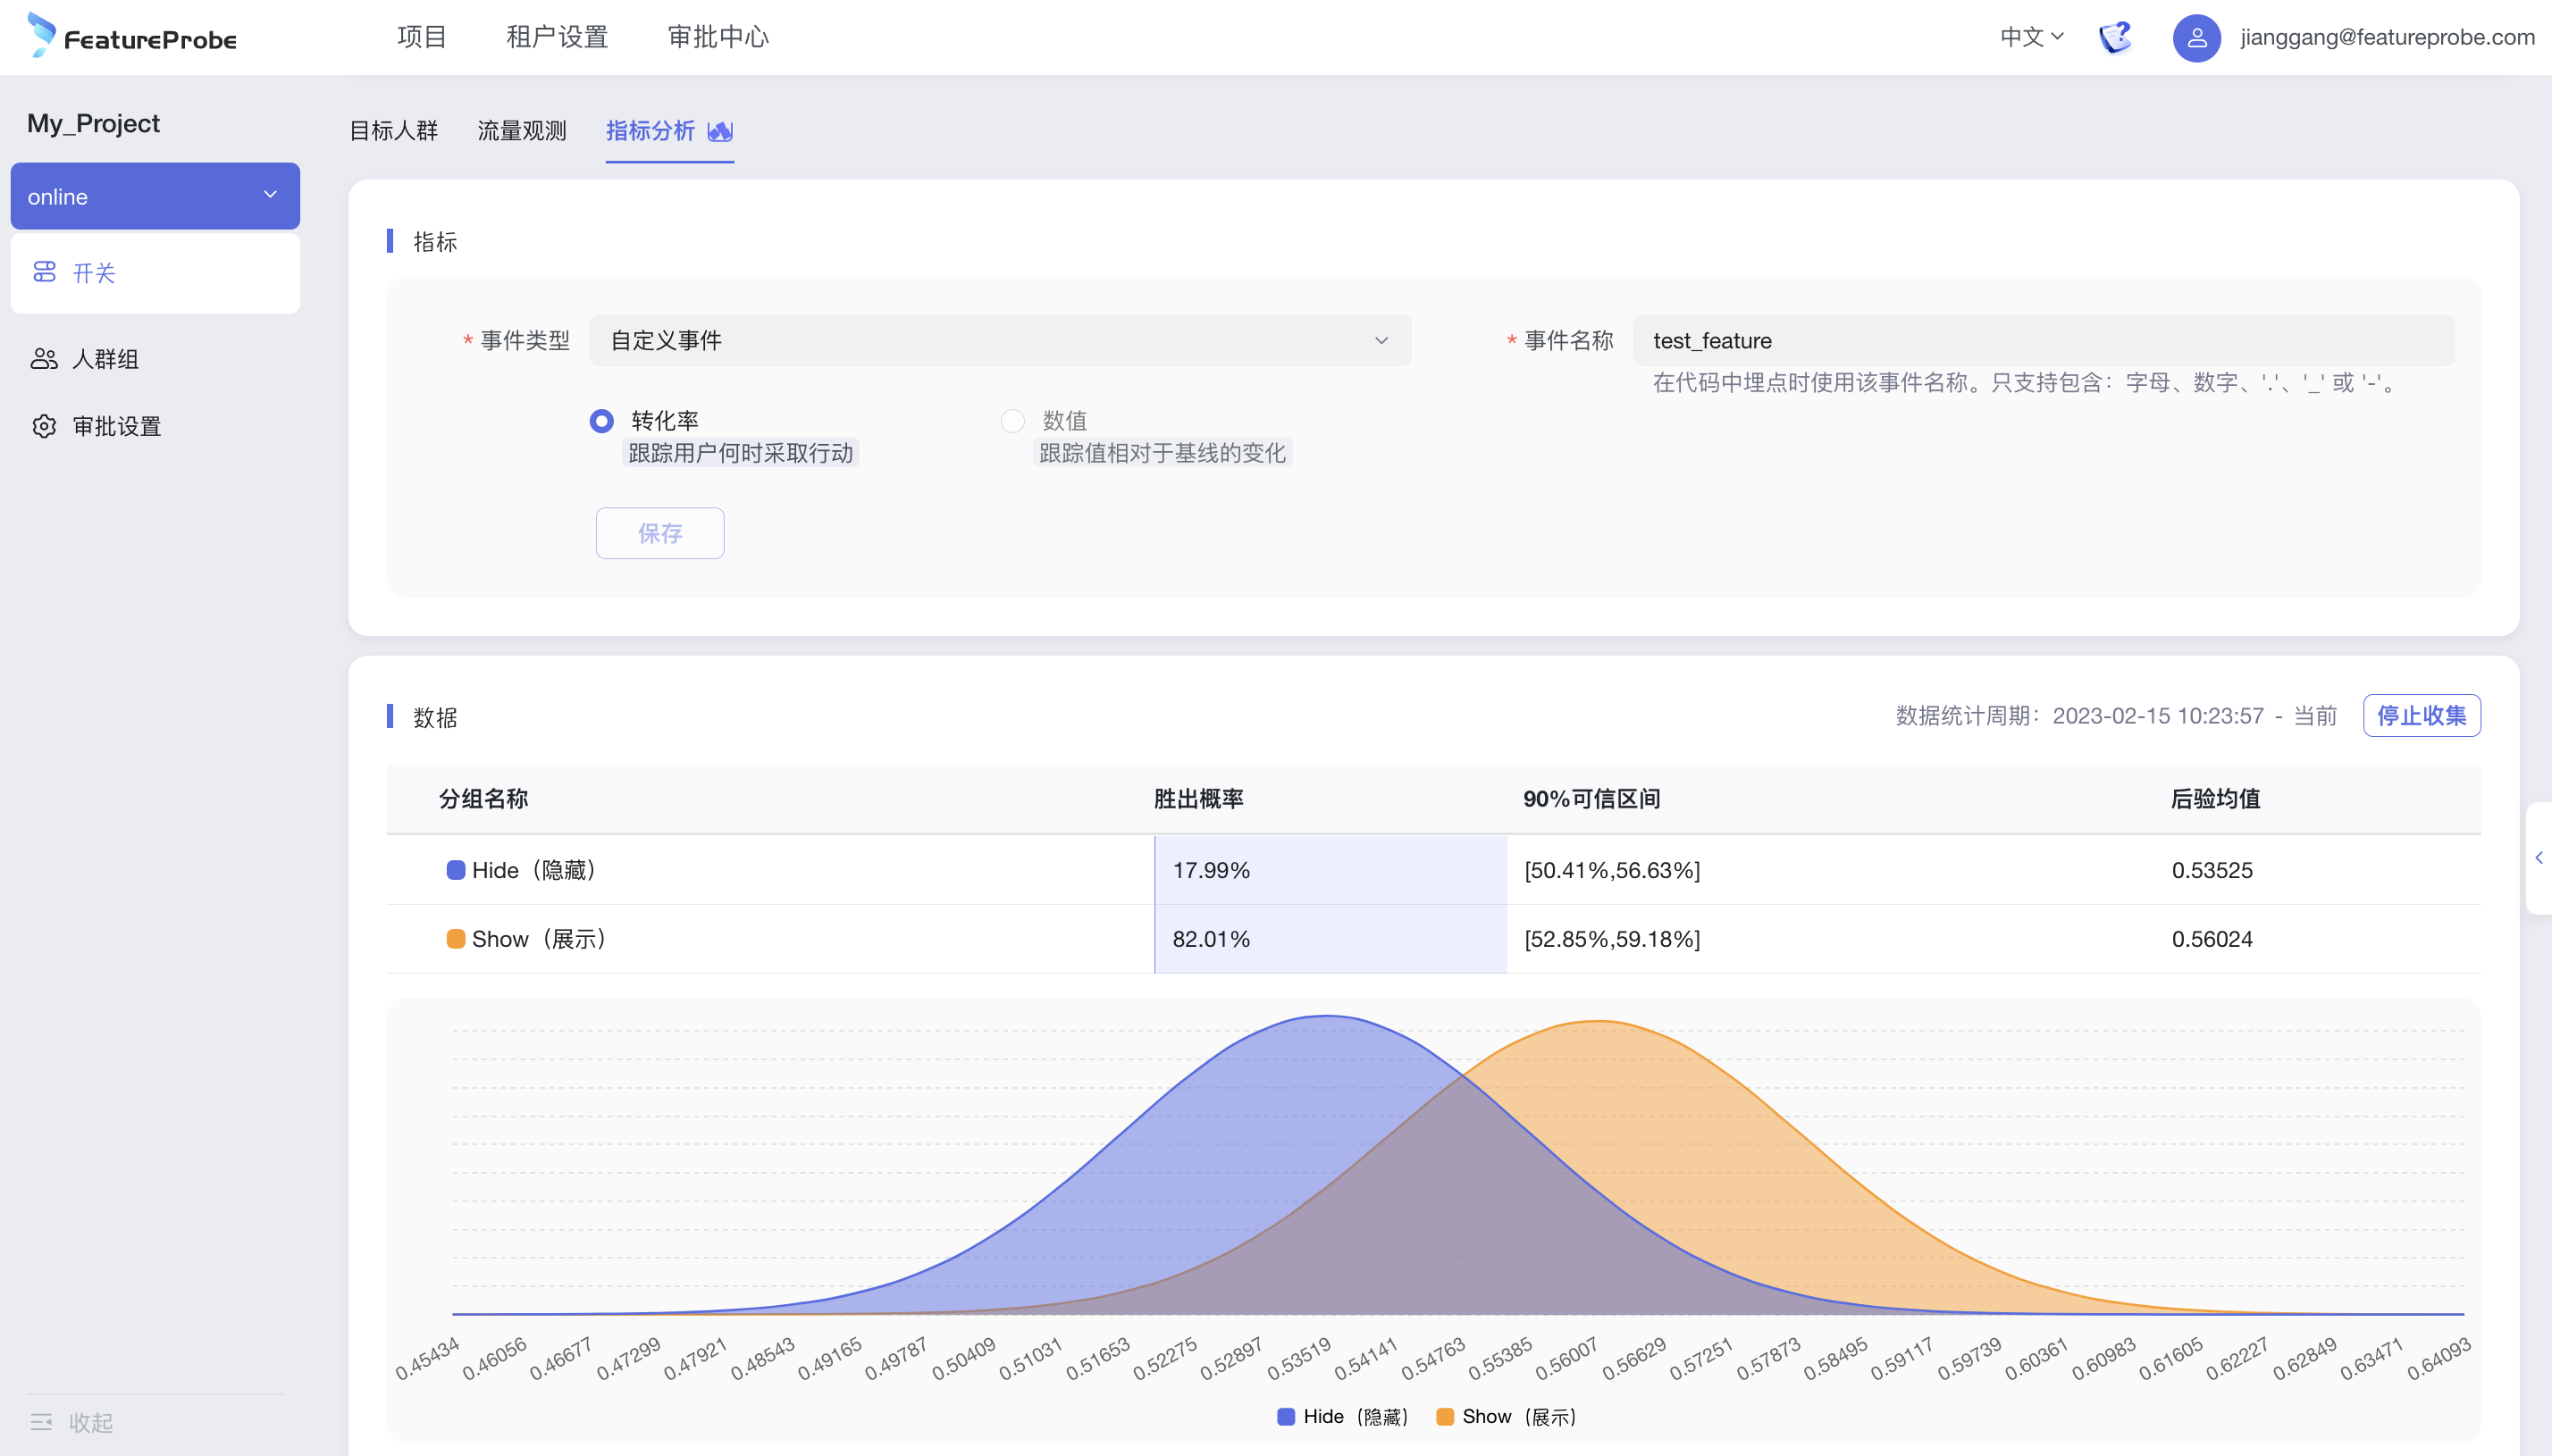 FeatureProbe
项目 租户设置 审批中心
中文
jianggang@featureprobe.com
My_Project
online
开关
人群组
审批设置
收起
目标人群 流量观测 指标分析
指标
* 事件类型 自定义事件
* 事件名称 test_feature
在代码中埋点时使用该事件名称。只支持包含：字母、数字、'.'、'_' 或 '-'。
转化率 数值
跟踪用户何时采取行动 跟踪值相对于基线的变化
保存
数据
数据统计周期：2023-02-15 10:23:57 - 当前 停止收集
分组名称 胜出概率 90%可信区间 后验均值
Hide（隐藏） 17.99% [50.41%,56.63%] 0.53525
Show（展示） 82.01% [52.85%,59.18%] 0.56024
0.45434 0.46056 0.46677 0.47299 0.47921 0.48543 0.49165 0.49787 0.50409 0.51031 0.51653 0.52275 0.52897 0.53519 0.54141 0.54763 0.55385 0.56007 0.56629 0.57251 0.57873 0.58495 0.59117 0.59739 0.60361 0.60983 0.61605 0.62227 0.62849 0.63471 0.64093
Hide（隐藏） Show（展示）